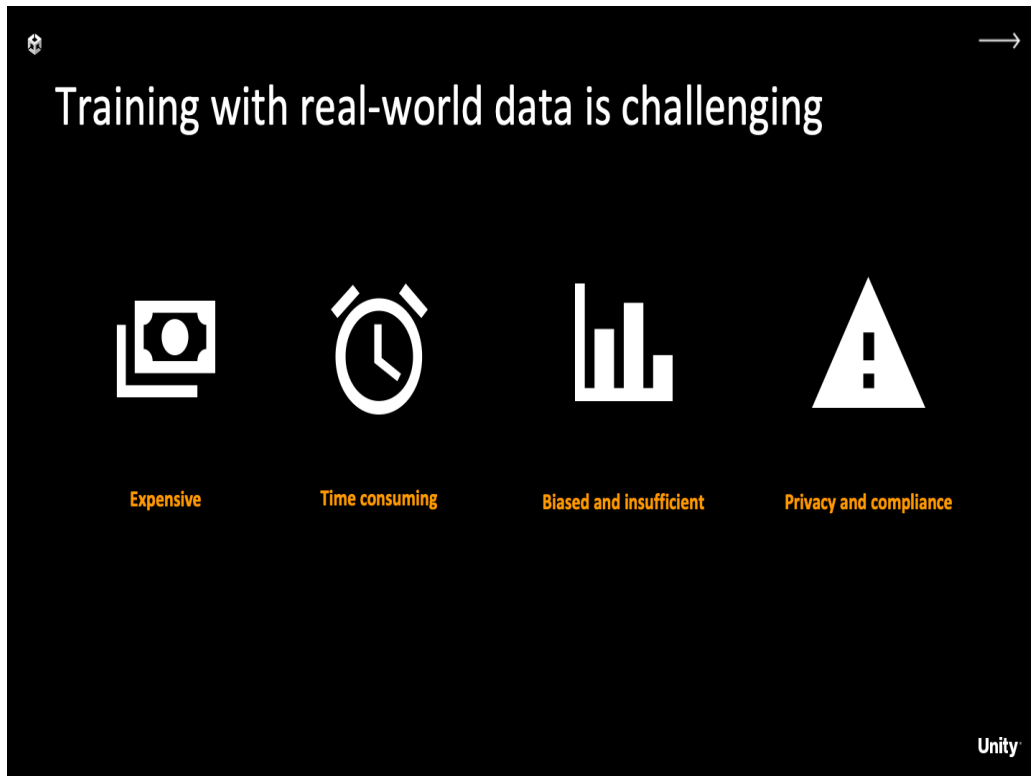 Training with real-world data is challenging
Expensive
Time consuming
Biased and insufficient
Privacy and compliance
Unity